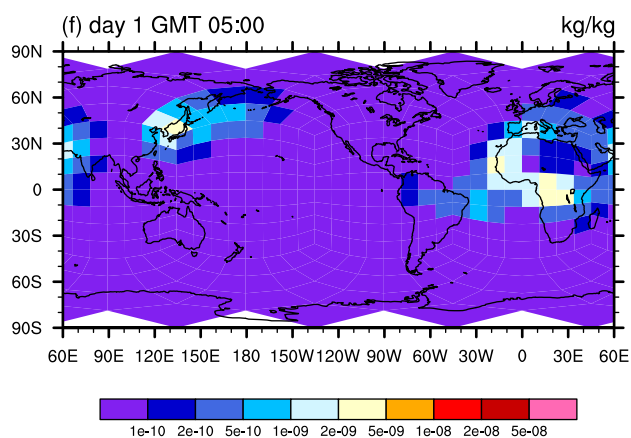 (f) day 1 GMT 05:00 kg/kg
90N
60N
30N
0
30S
60S
90S
60E 90E 120E 150E 180 150W 120W 90W 60W 30W 0 30E 60E
1e-10 2e-10 5e-10 1e-09 2e-09 5e-09 1e-08 2e-08 5e-08